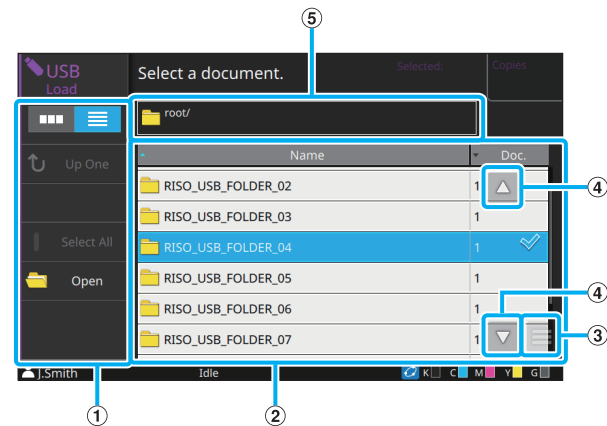 5
USB
Load
Select a document.
Selected:
Copies
root/
Name
Doc.
Up One
RISO_USB_FOLDER_02
1
4
RISO_USB_FOLDER_03
1
Select All
RISO_USB_FOLDER_04
1
Open
RISO_USB_FOLDER_05
1
RISO_USB_FOLDER_06
1
4
RISO_USB_FOLDER_07
1
3
J.Smith
Idle
K
C
M
Y
G
1
2